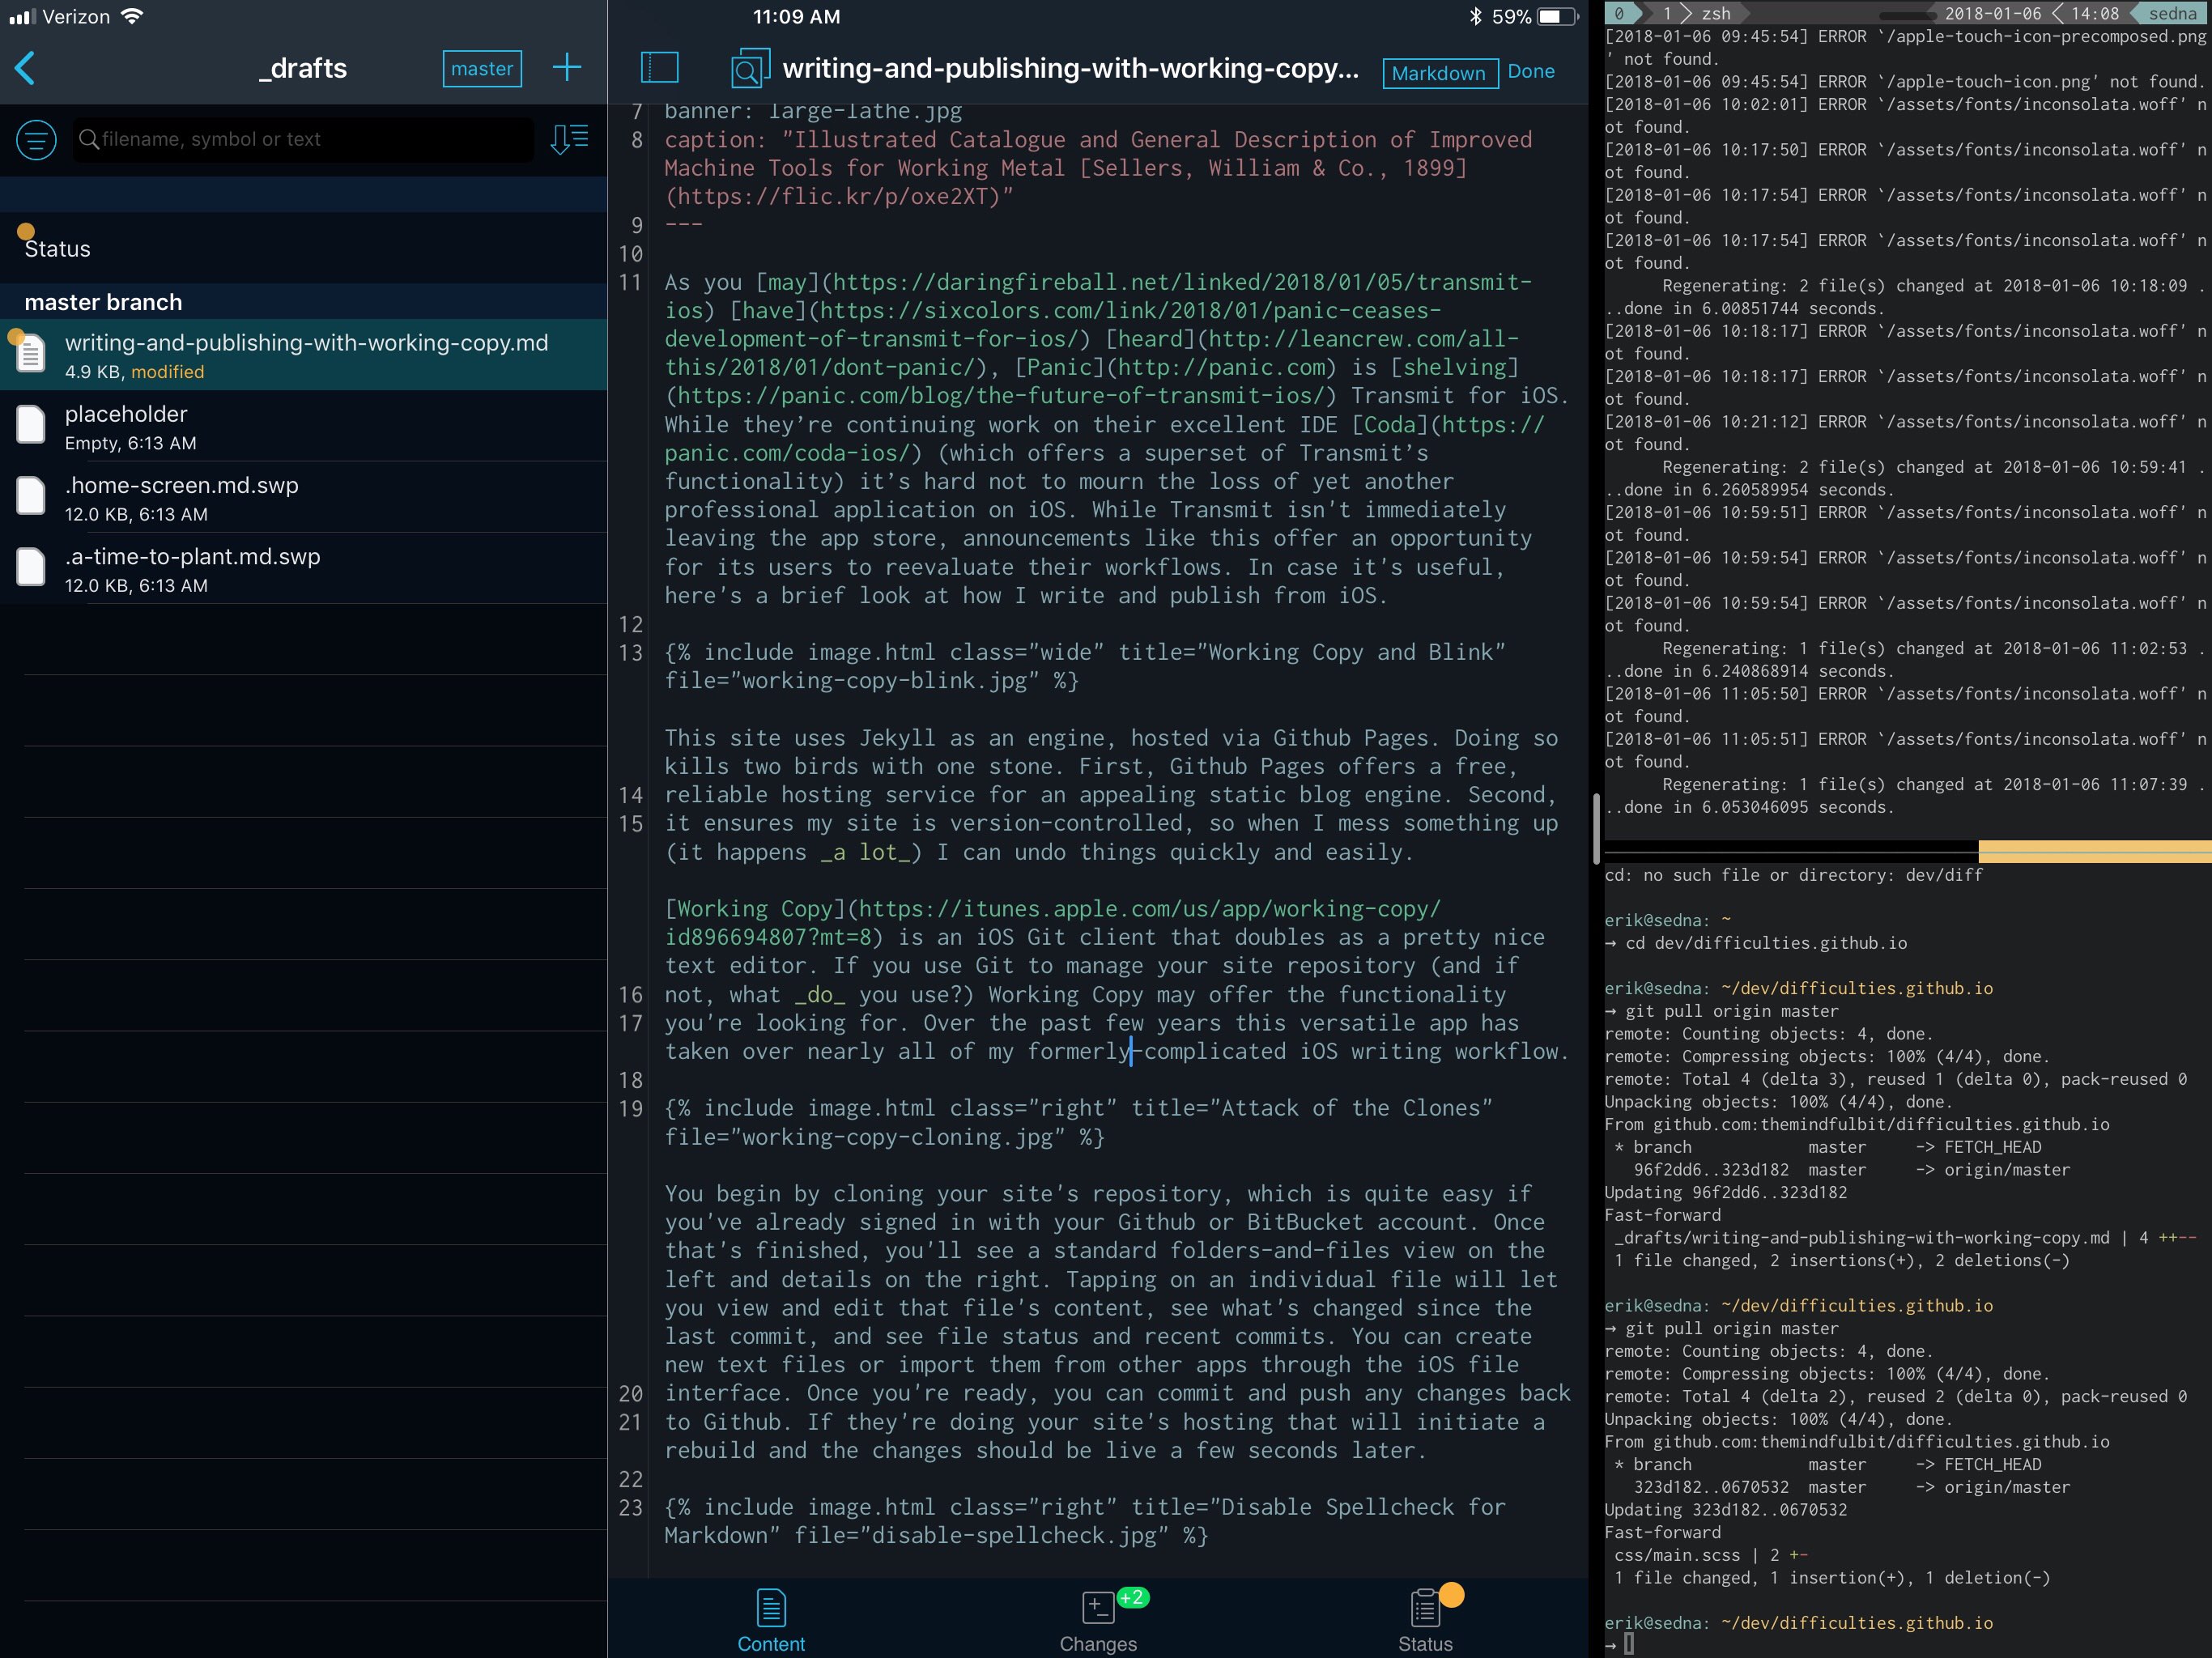 Verizon
11:09 AM
59%
_drafts
master
filename, symbol or text
Status
master branch
writing-and-publishing-with-working-copy.md
4.9 KB, modified
placeholder
Empty, 6:13 AM
.home-screen.md.swp
12.0 KB, 6:13 AM
.a-time-to-plant.md.swp
12.0 KB, 6:13 AM
writing-and-publishing-with-working-copy...
Markdown
Done
7 banner: large-lathe.jpg
8 caption: "Illustrated Catalogue and General Description of Improved
Machine Tools for Working Metal [Sellers, William & Co., 1899]
(https://flic.kr/p/oxe2XT)"
9 ---
10
11 As you [may](https://daringfireball.net/linked/2018/01/05/transmit-
ios) [have](https://sixcolors.com/link/2018/01/panic-ceases-
development-of-transmit-for-ios/) [heard](http://leancrew.com/all-
this/2018/01/dont-panic/), [Panic](http://panic.com) is [shelving]
(https://panic.com/blog/the-future-of-transmit-ios/) Transmit for iOS.
While they’re continuing work on their excellent IDE [Coda](https://
panic.com/coda-ios/) (which offers a superset of Transmit’s
functionality) it’s hard not to mourn the loss of yet another
professional application on iOS. While Transmit isn't immediately
leaving the app store, announcements like this offer an opportunity
for its users to reevaluate their workflows. In case it's useful,
here's a brief look at how I write and publish from iOS.
12
13 {% include image.html class="wide" title="Working Copy and Blink"
file="working-copy-blink.jpg" %}
This site uses Jekyll as an engine, hosted via Github Pages. Doing so
kills two birds with one stone. First, Github Pages offers a free,
14 reliable hosting service for an appealing static blog engine. Second,
15 it ensures my site is version-controlled, so when I mess something up
(it happens _a lot_) I can undo things quickly and easily.
[Working Copy](https://itunes.apple.com/us/app/working-copy/
id896694807?mt=8) is an iOS Git client that doubles as a pretty nice
text editor. If you use Git to manage your site repository (and if
16 not, what _do_ you use?) Working Copy may offer the functionality
17 you're looking for. Over the past few years this versatile app has
taken over nearly all of my formerly-complicated iOS writing workflow.
18
19 {% include image.html class="right" title="Attack of the Clones"
file="working-copy-cloning.jpg" %}
You begin by cloning your site's repository, which is quite easy if
you've already signed in with your Github or BitBucket account. Once
that's finished, you'll see a standard folders-and-files view on the
left and details on the right. Tapping on an individual file will let
you view and edit that file's content, see what's changed since the
last commit, and see file status and recent commits. You can create
new text files or import them from other apps through the iOS file
20 interface. Once you're ready, you can commit and push any changes back
21 to Github. If they're doing your site's hosting that will initiate a
rebuild and the changes should be live a few seconds later.
22
23 {% include image.html class="right" title="Disable Spellcheck for
Markdown" file="disable-spellcheck.jpg" %}
Content
Changes
+2
Status
0 1 zsh 2018-01-06 14:08 sedna
[2018-01-06 09:45:54] ERROR `/apple-touch-icon-precomposed.png
' not found.
[2018-01-06 09:45:54] ERROR `/apple-touch-icon.png' not found.
[2018-01-06 10:02:01] ERROR `/assets/fonts/inconsolata.woff' n
ot found.
[2018-01-06 10:17:50] ERROR `/assets/fonts/inconsolata.woff' n
ot found.
[2018-01-06 10:17:54] ERROR `/assets/fonts/inconsolata.woff' n
ot found.
[2018-01-06 10:17:54] ERROR `/assets/fonts/inconsolata.woff' n
ot found.
Regenerating: 2 file(s) changed at 2018-01-06 10:18:09 .
..done in 6.00851744 seconds.
[2018-01-06 10:18:17] ERROR `/assets/fonts/inconsolata.woff' n
ot found.
[2018-01-06 10:18:17] ERROR `/assets/fonts/inconsolata.woff' n
ot found.
[2018-01-06 10:21:12] ERROR `/assets/fonts/inconsolata.woff' n
ot found.
Regenerating: 2 file(s) changed at 2018-01-06 10:59:41 .
..done in 6.260589954 seconds.
[2018-01-06 10:59:51] ERROR `/assets/fonts/inconsolata.woff' n
ot found.
[2018-01-06 10:59:54] ERROR `/assets/fonts/inconsolata.woff' n
ot found.
[2018-01-06 10:59:54] ERROR `/assets/fonts/inconsolata.woff' n
ot found.
Regenerating: 1 file(s) changed at 2018-01-06 11:02:53 .
..done in 6.240868914 seconds.
[2018-01-06 11:05:50] ERROR `/assets/fonts/inconsolata.woff' n
ot found.
[2018-01-06 11:05:51] ERROR `/assets/fonts/inconsolata.woff' n
ot found.
Regenerating: 1 file(s) changed at 2018-01-06 11:07:39 .
..done in 6.053046095 seconds.
cd: no such file or directory: dev/diff
erik@sedna: ~
→ cd dev/difficulties.github.io
erik@sedna: ~/dev/difficulties.github.io
→ git pull origin master
remote: Counting objects: 4, done.
remote: Compressing objects: 100% (4/4), done.
remote: Total 4 (delta 3), reused 1 (delta 0), pack-reused 0
Unpacking objects: 100% (4/4), done.
From github.com:themindfulbit/difficulties.github.io
* branch master -> FETCH_HEAD
96f2dd6..323d182 master -> origin/master
Updating 96f2dd6..323d182
Fast-forward
_drafts/writing-and-publishing-with-working-copy.md | 4 ++--
1 file changed, 2 insertions(+), 2 deletions(-)
erik@sedna: ~/dev/difficulties.github.io
→ git pull origin master
remote: Counting objects: 4, done.
remote: Compressing objects: 100% (4/4), done.
remote: Total 4 (delta 2), reused 2 (delta 0), pack-reused 0
Unpacking objects: 100% (4/4), done.
From github.com:themindfulbit/difficulties.github.io
* branch master -> FETCH_HEAD
323d182..0670532 master -> origin/master
Updating 323d182..0670532
Fast-forward
css/main.scss | 2 +-
1 file changed, 1 insertion(+), 1 deletion(-)
erik@sedna: ~/dev/difficulties.github.io
→